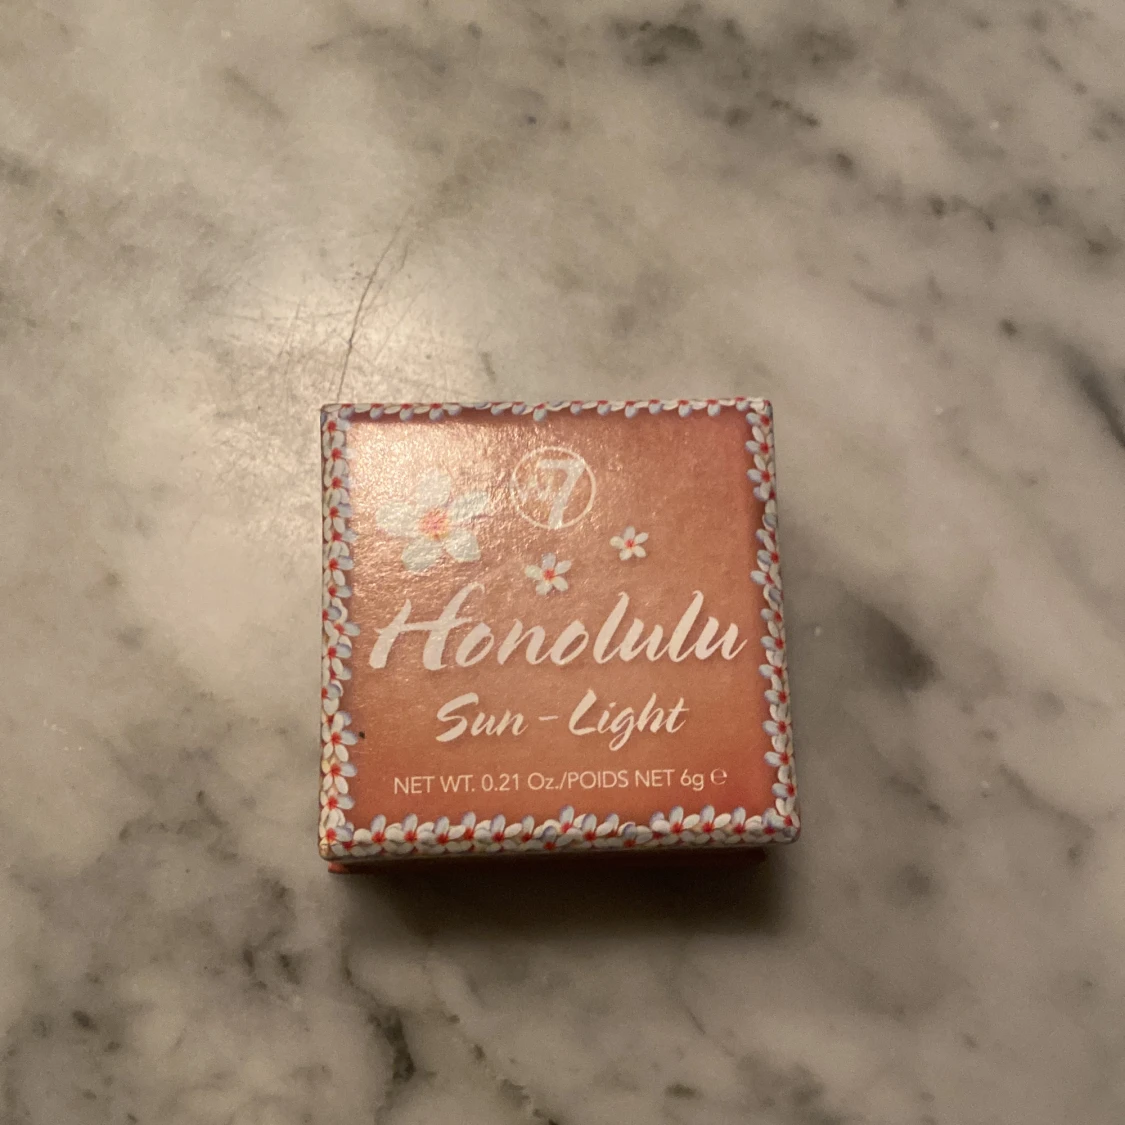 W7
Honolulu
Sun - Light
NET WT. 0.21 Oz./POIDS NET 6g ℮